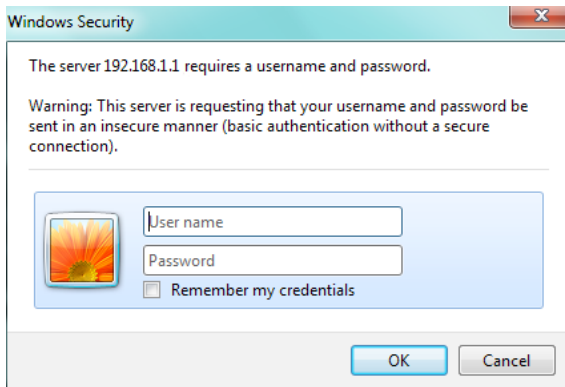 Windows Security
The server 192.168.1.1 requires a username and password.
Warning: This server is requesting that your username and password be
sent in an insecure manner (basic authentication without a secure
connection).
User name
Password
Remember my credentials
OK
Cancel